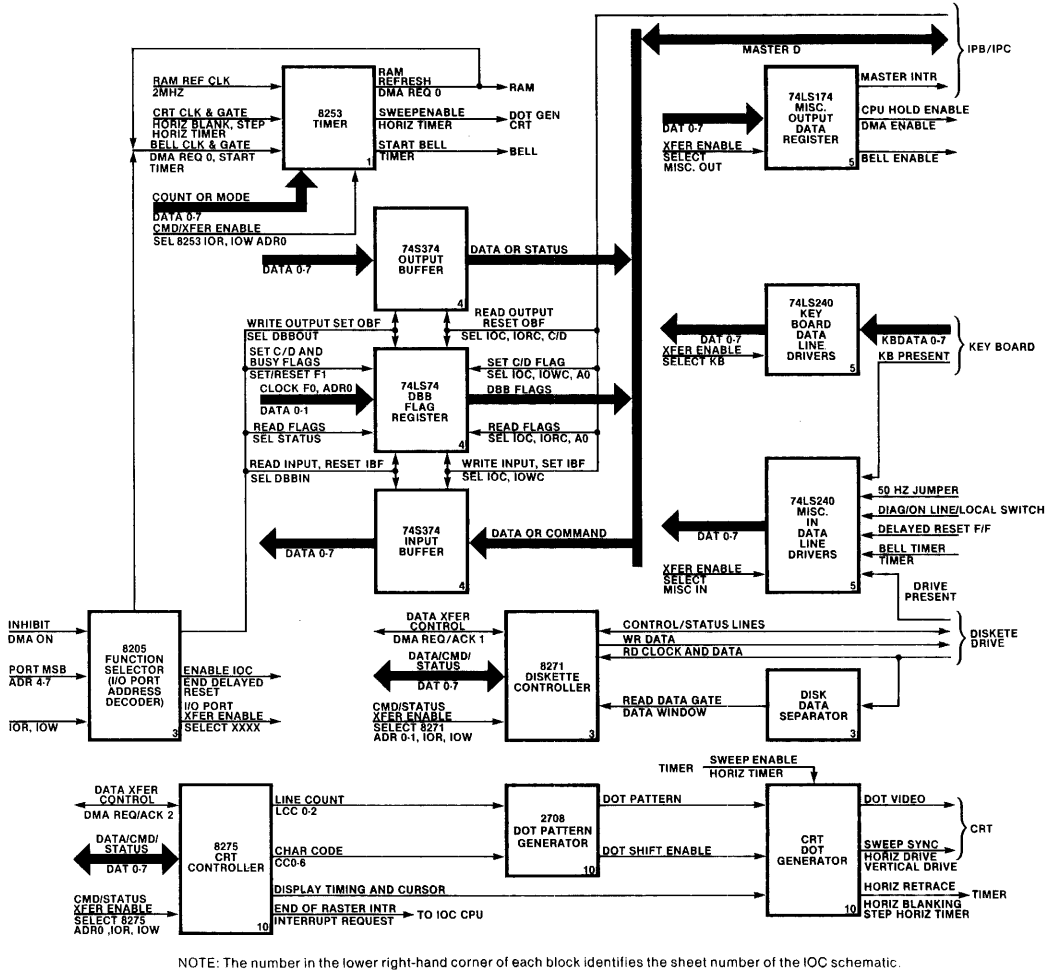 RAM REF CLK
2MHZ
CRT CLK & GATE
HORIZ BLANK, STEP
HORIZ TIMER
BELL CLK & GATE
DMA REQ 0, START
TIMER
COUNT OR MODE
DATA 0-7
CMD/XFER ENABLE
SEL 8253 IOR, IOW ADR0
8253
TIMER
1
RAM
REFRESH
DMA REQ 0
RAM
SWEEPENABLE
HORIZ TIMER
DOT GEN
CRT
START BELL
TIMER
BELL
MASTER D
IPB/IPC
MASTER INTR
74LS174
MISC.
OUTPUT
DATA
REGISTER
5
DAT 0-7
XFER ENABLE
SELECT
MISC. OUT
CPU HOLD ENABLE
DMA ENABLE
BELL ENABLE
74S374
OUTPUT
BUFFER
4
DATA 0-7
DATA OR STATUS
WRITE OUTPUT SET OBF
SEL DBBOUT
READ OUTPUT
RESET OBF
SEL IOC, IORC, C/D
SET C/D AND
BUSY FLAGS
SET/RESET F1
CLOCK F0, ADR0
DATA 0-1
READ FLAGS
SEL STATUS
74LS74
DBB
FLAG
REGISTER
4
SET C/D FLAG
SEL IOC, IOWC, A0
DBB FLAGS
READ FLAGS
SEL IOC, IORC, A0
READ INPUT, RESET IBF
SEL DBBIN
WRITE INPUT, SET IBF
SEL IOC, IOWC
74S374
INPUT
BUFFER
4
DATA 0-7
DATA OR COMMAND
74LS240
KEY
BOARD
DATA
LINE
DRIVERS
5
DAT 0-7
XFER ENABLE
SELECT KB
KBDATA 0-7
KB PRESENT
KEY BOARD
74LS240
MISC.
IN
DATA
LINE
DRIVERS
5
DAT 0-7
XFER ENABLE
SELECT
MISC IN
50 HZ JUMPER
DIAG/ON LINE/LOCAL SWITCH
DELAYED RESET F/F
BELL TIMER
TIMER
DRIVE
PRESENT
INHIBIT
DMA ON
PORT MSB
ADR 4-7
IOR, IOW
8205
FUNCTION
SELECTOR
(I/O PORT
ADDRESS
DECODER)
3
ENABLE IOC
END DELAYED
RESET
I/O PORT
XFER ENABLE
SELECT XXXX
DATA XFER
CONTROL
DMA REQ/ACK 1
DATA/CMD/
STATUS
DAT 0-7
CMD/STATUS
XFER ENABLE
SELECT 8271
ADR 0-1, IOR, IOW
8271
DISKETTE
CONTROLLER
3
CONTROL/STATUS LINES
WR DATA
RD CLOCK AND DATA
DISKETE
DRIVE
READ DATA GATE
DATA WINDOW
DISK
DATA
SEPARATOR
3
DATA XFER
CONTROL
DMA REQ/ACK 2
DATA/CMD/
STATUS
DAT 0-7
CMD/STATUS
XFER ENABLE
SELECT 8275
ADR0 ,IOR, IOW
8275
CRT
CONTROLLER
10
LINE COUNT
LCC 0-2
CHAR CODE
CC0-6
DISPLAY TIMING AND CURSOR
END OF RASTER INTR
INTERRUPT REQUEST
TO IOC CPU
2708
DOT PATTERN
GENERATOR
10
DOT PATTERN
DOT SHIFT ENABLE
TIMER
SWEEP ENABLE
HORIZ TIMER
CRT
DOT
GENERATOR
10
DOT VIDEO
SWEEP SYNC
HORIZ DRIVE
VERTICAL DRIVE
CRT
HORIZ RETRACE
HORIZ BLANKING
STEP HORIZ TIMER
TIMER
NOTE: The number in the lower right-hand corner of each block identifies the sheet number of the IOC schematic.